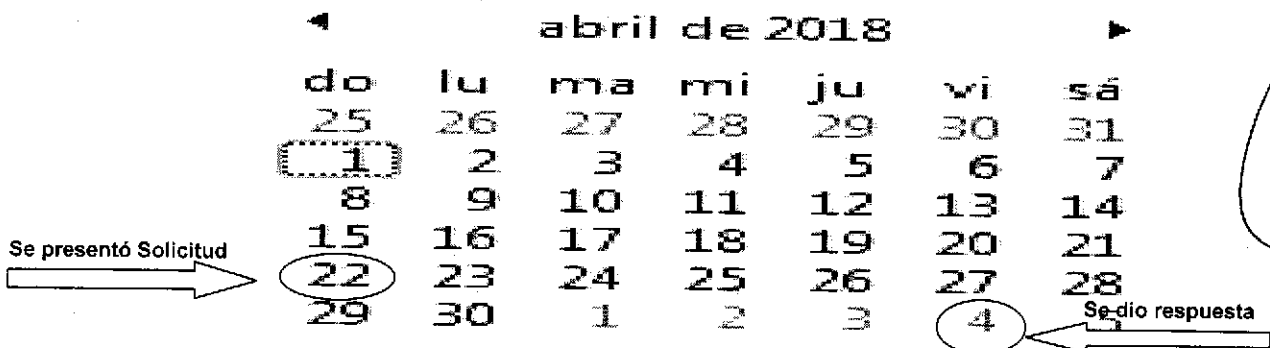 abril de 2018
do lu ma mi ju vi sá
25 26 27 28 29 30 31
1 2 3 4 5 6 7
8 9 10 11 12 13 14
15 16 17 18 19 20 21
Se presentó Solicitud
22 23 24 25 26 27 28
29 30 1 2 3 4 5
Se dio respuesta